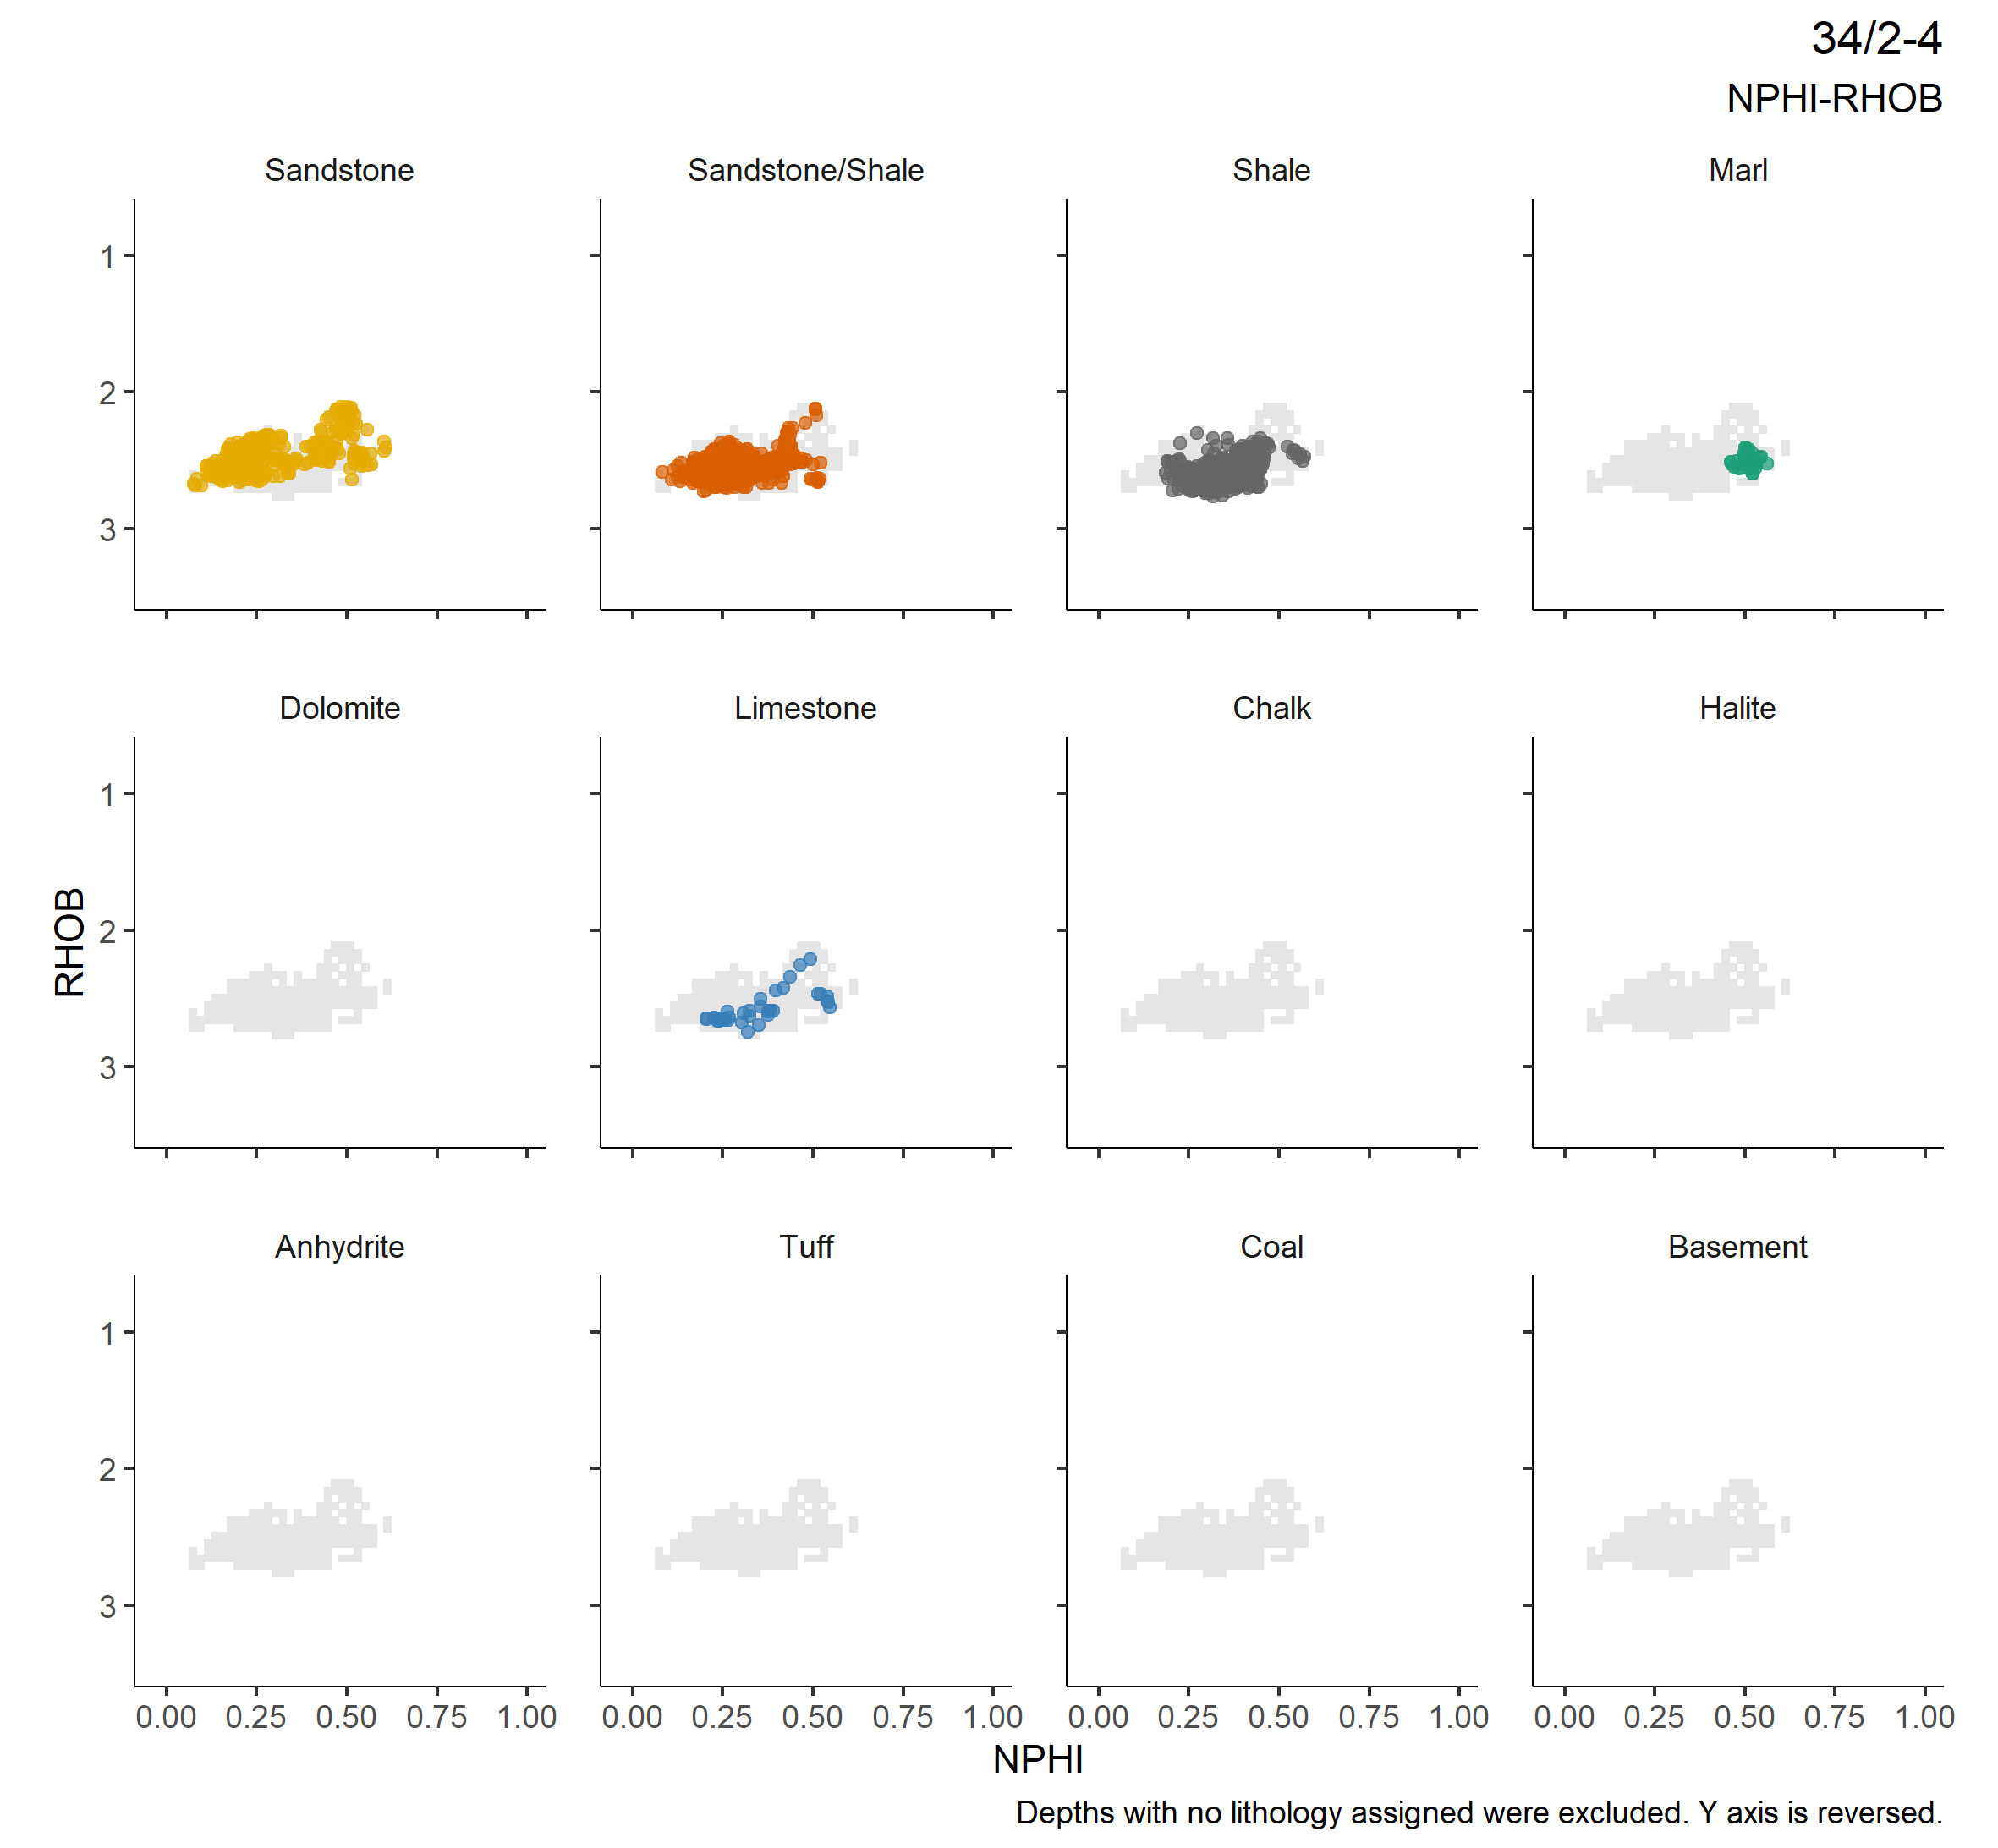 34/2-4
NPHI-RHOB
Sandstone Sandstone/Shale Shale Marl
1
2
3
Dolomite Limestone Chalk Halite
1
2
3
RHOB
Anhydrite Tuff Coal Basement
1
2
3
0.00 0.25 0.50 0.75 1.00 0.00 0.25 0.50 0.75 1.00 0.00 0.25 0.50 0.75 1.00 0.00 0.25 0.50 0.75 1.00
NPHI
Depths with no lithology assigned were excluded. Y axis is reversed.